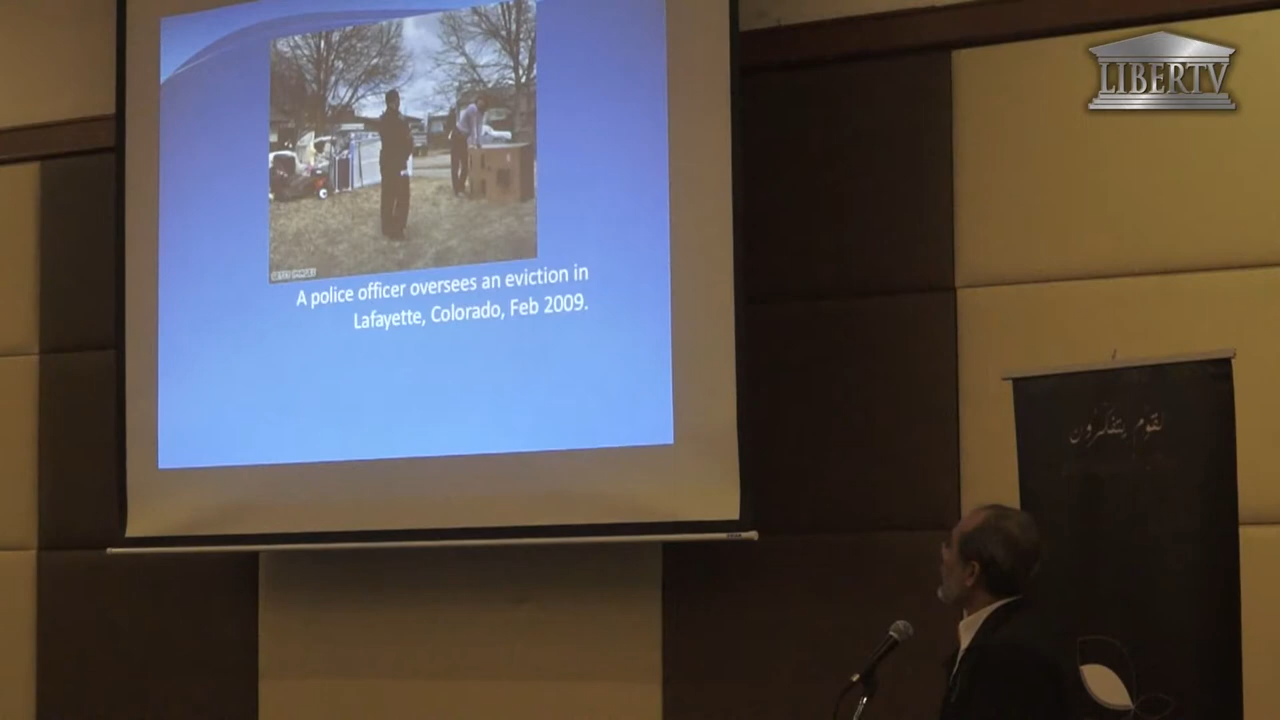 LIBERTV
A police officer oversees an eviction in
Lafayette, Colorado, Feb 2009.
لقوم يتفكرون